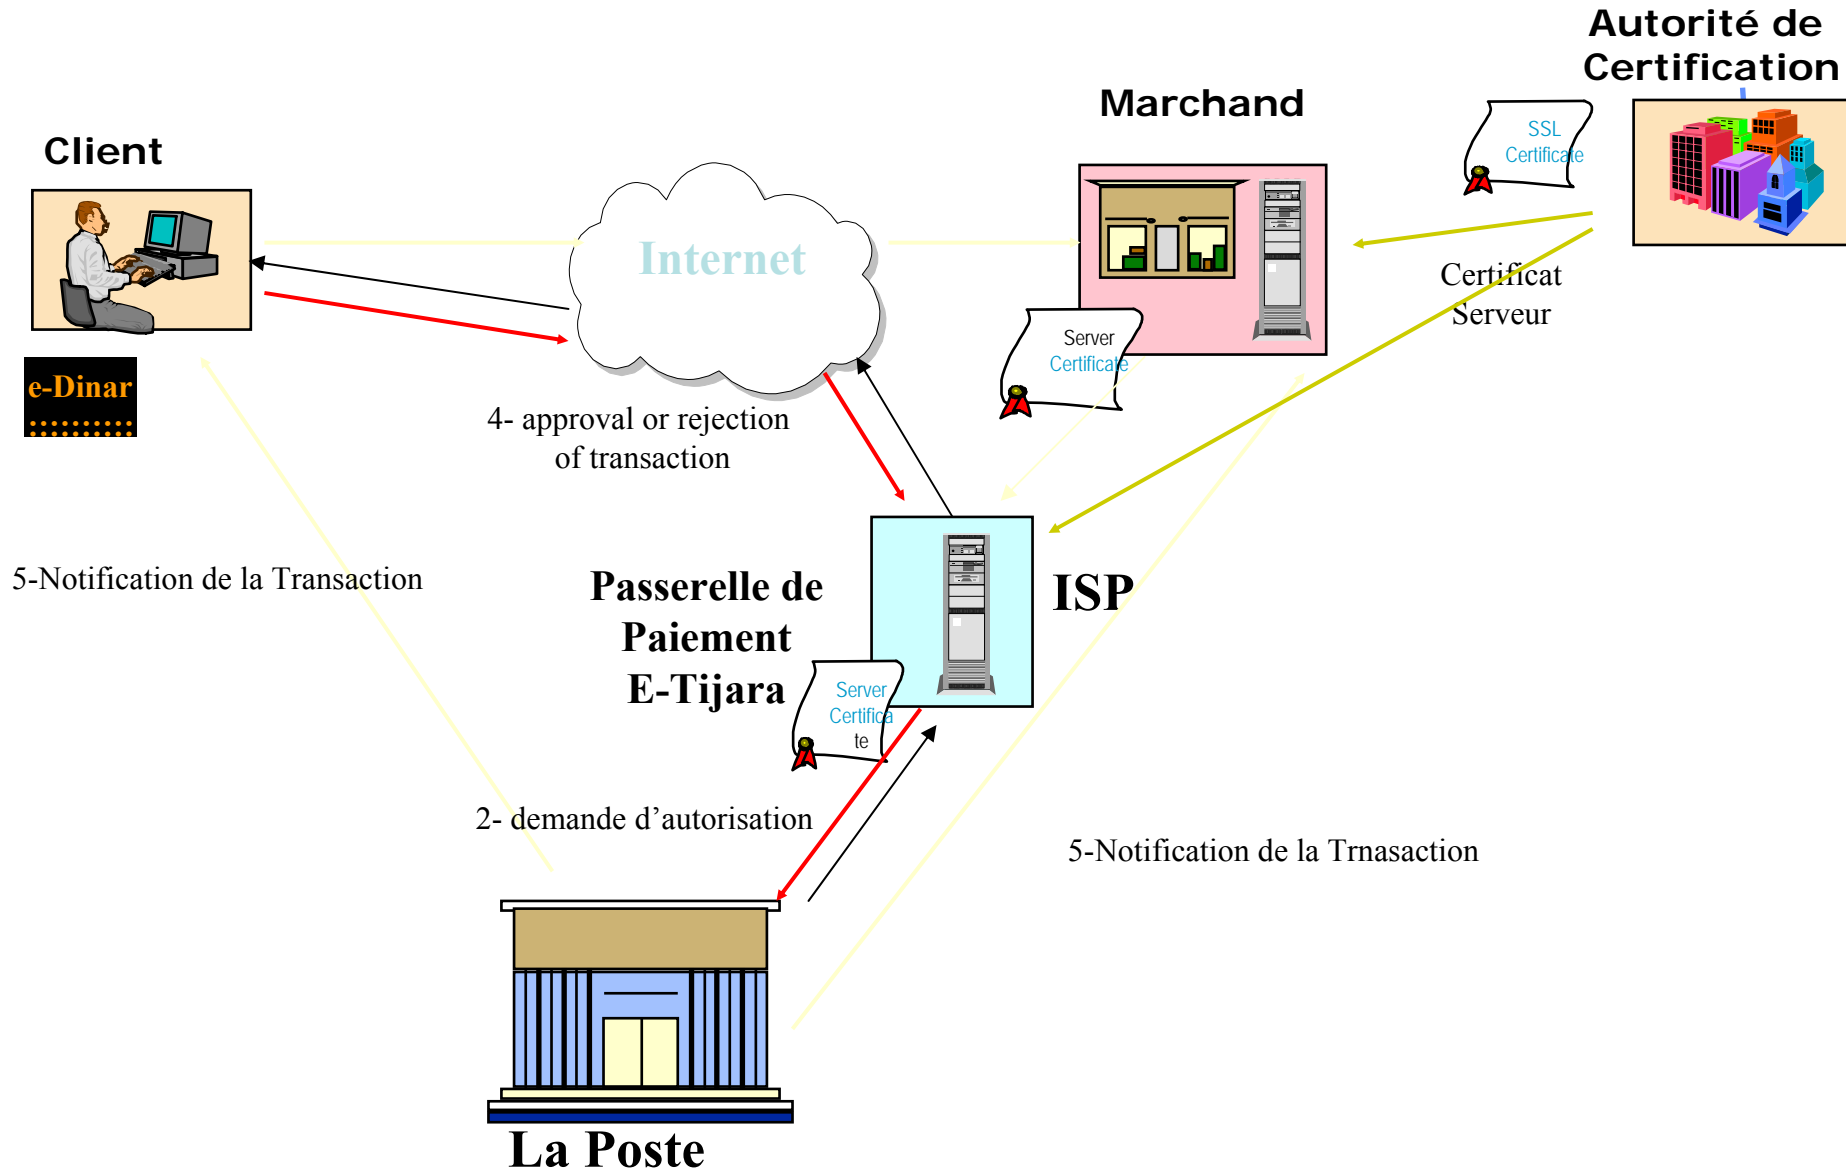 Autorité de
Certification
Marchand
Client
SSL
Certificate
Internet
Certificat
Serveur
Server
Certificate
e-Dinar
4- approval or rejection
of transaction
5-Notification de la Transaction
Passerelle de
Paiement
E-Tijara
ISP
Server
Certifica
te
2- demande d’autorisation
5-Notification de la Trnasaction
La Poste